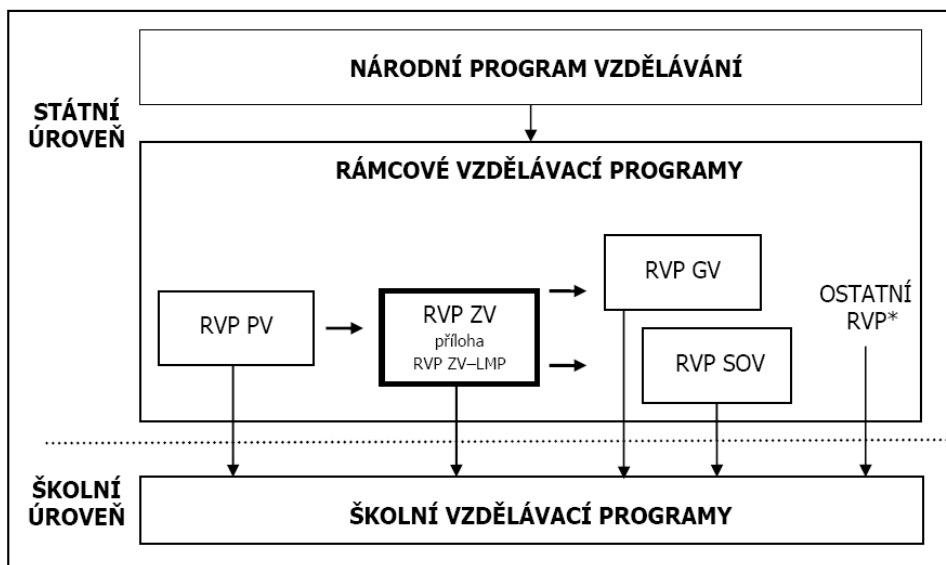 NÁRODNÍ PROGRAM VZDĚLÁVÁNÍ
STÁTNÍ
ÚROVEŇ
RÁMCOVÉ VZDĚLÁVACÍ PROGRAMY
RVP PV
RVP ZV
příloha
RVP ZV–LMP
RVP GV
RVP SOV
OSTATNÍ
RVP*
ŠKOLNÍ
ÚROVEŇ
ŠKOLNÍ VZDĚLÁVACÍ PROGRAMY